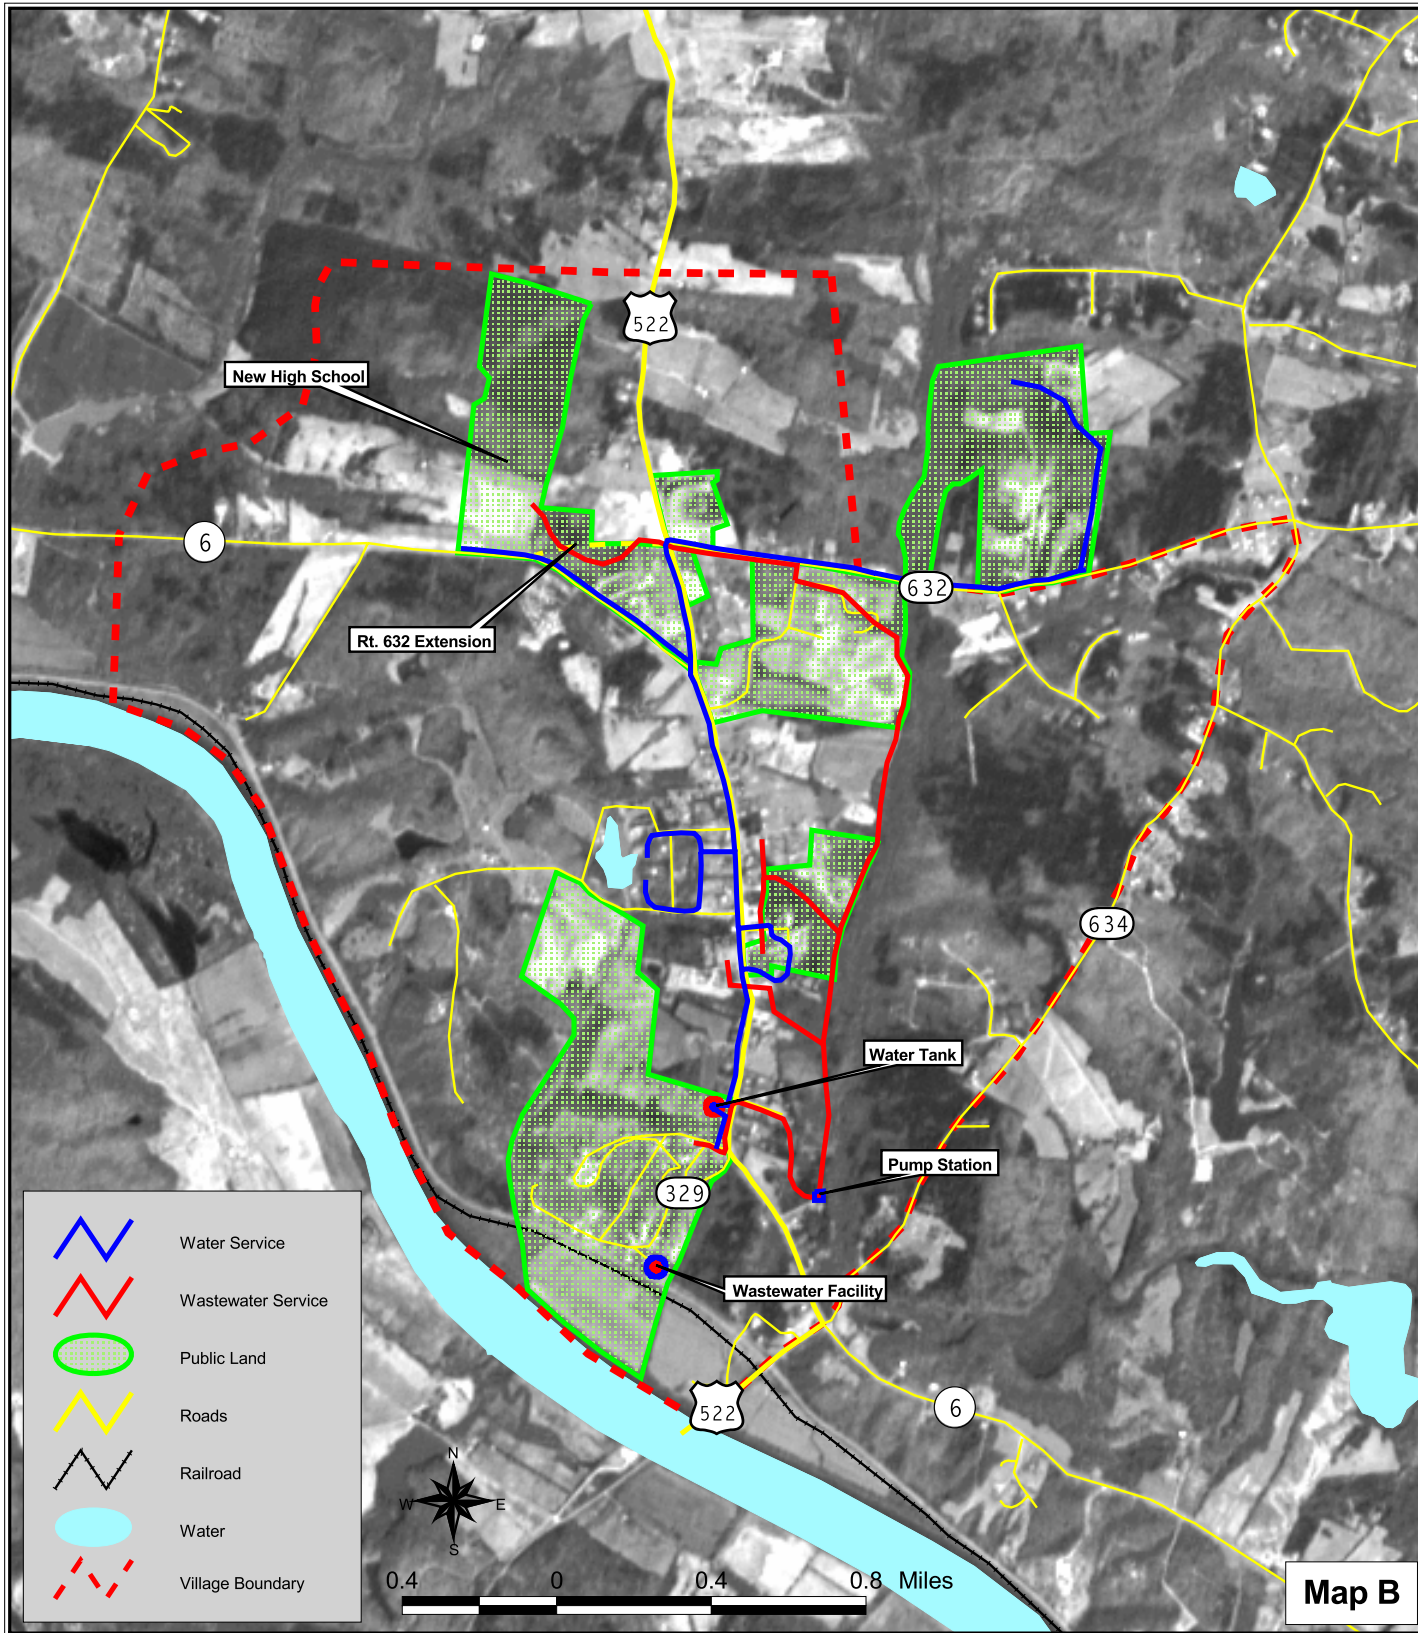 522
New High School
6
632
Rt. 632 Extension
634
Water Tank
Pump Station
329
Wastewater Facility
522
6
Water Service
Wastewater Service
Public Land
Roads
Railroad
Water
Village Boundary
N
W E
S
0.4 0 0.4 0.8 Miles
Map B